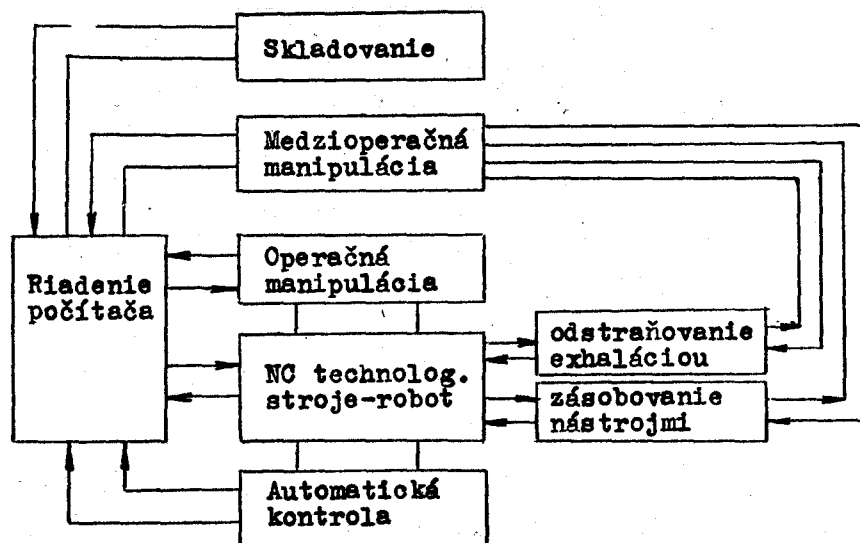 Skladovanie
Medzioperačná
manipulácia
Riadenie
počítača
Operačná
manipulácia
NC technolog.
stroje-robot
odstraňovanie
exhaláciou
zásobovanie
nástrojmi
Automatická
kontrola